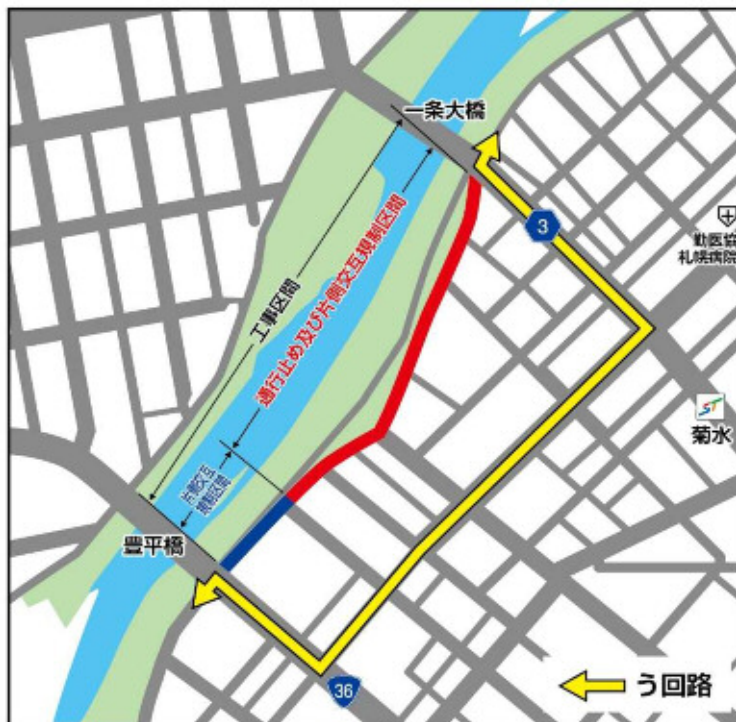 一条大橋
3
勤医協
札幌病院
工事区間
通行止め及び片側交互規制区間
菊水
片側交互
規制区間
豊平橋
36
う回路